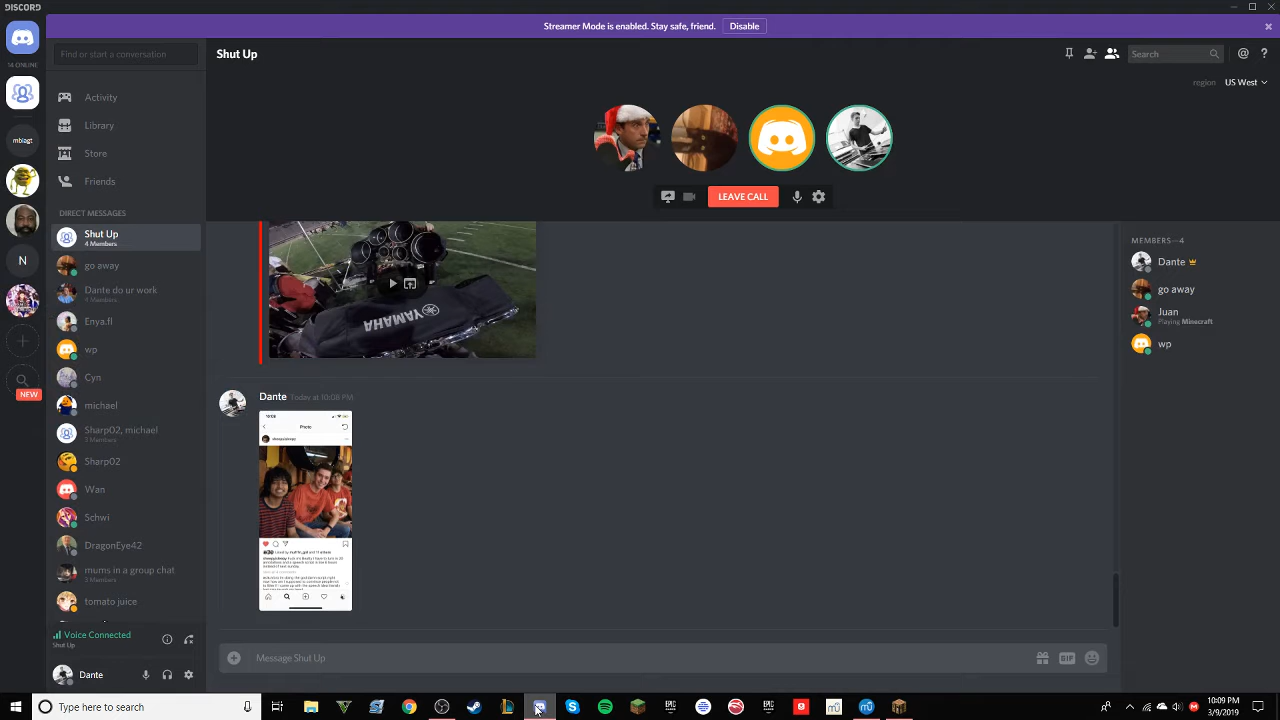 DISCORD
Streamer Mode is enabled. Stay safe, friend. Disable
14 ONLINE
Find or start a conversation
Shut Up
Search
region US West
Activity
mbiagt
Library
Store
Friends
LEAVE CALL
DIRECT MESSAGES
Shut Up
4 Members
MEMBERS—4
go away
Dante
N
Dante do ur work
4 Members
go away
Enya.fl
Juan
Playing Minecraft
YAMAHA
wp
wp
Cyn
NEW
Dante Today at 10:08 PM
michael
10:08
Photo
Sharp02, michael
3 Members
Sharp02
Wan
Schwi
DragonEye42
mums in a group chat
3 Members
tomato juice
Voice Connected
Shut Up
Message Shut Up
GIF
Dante
Type here to search
10:09 PM
3/9/2019